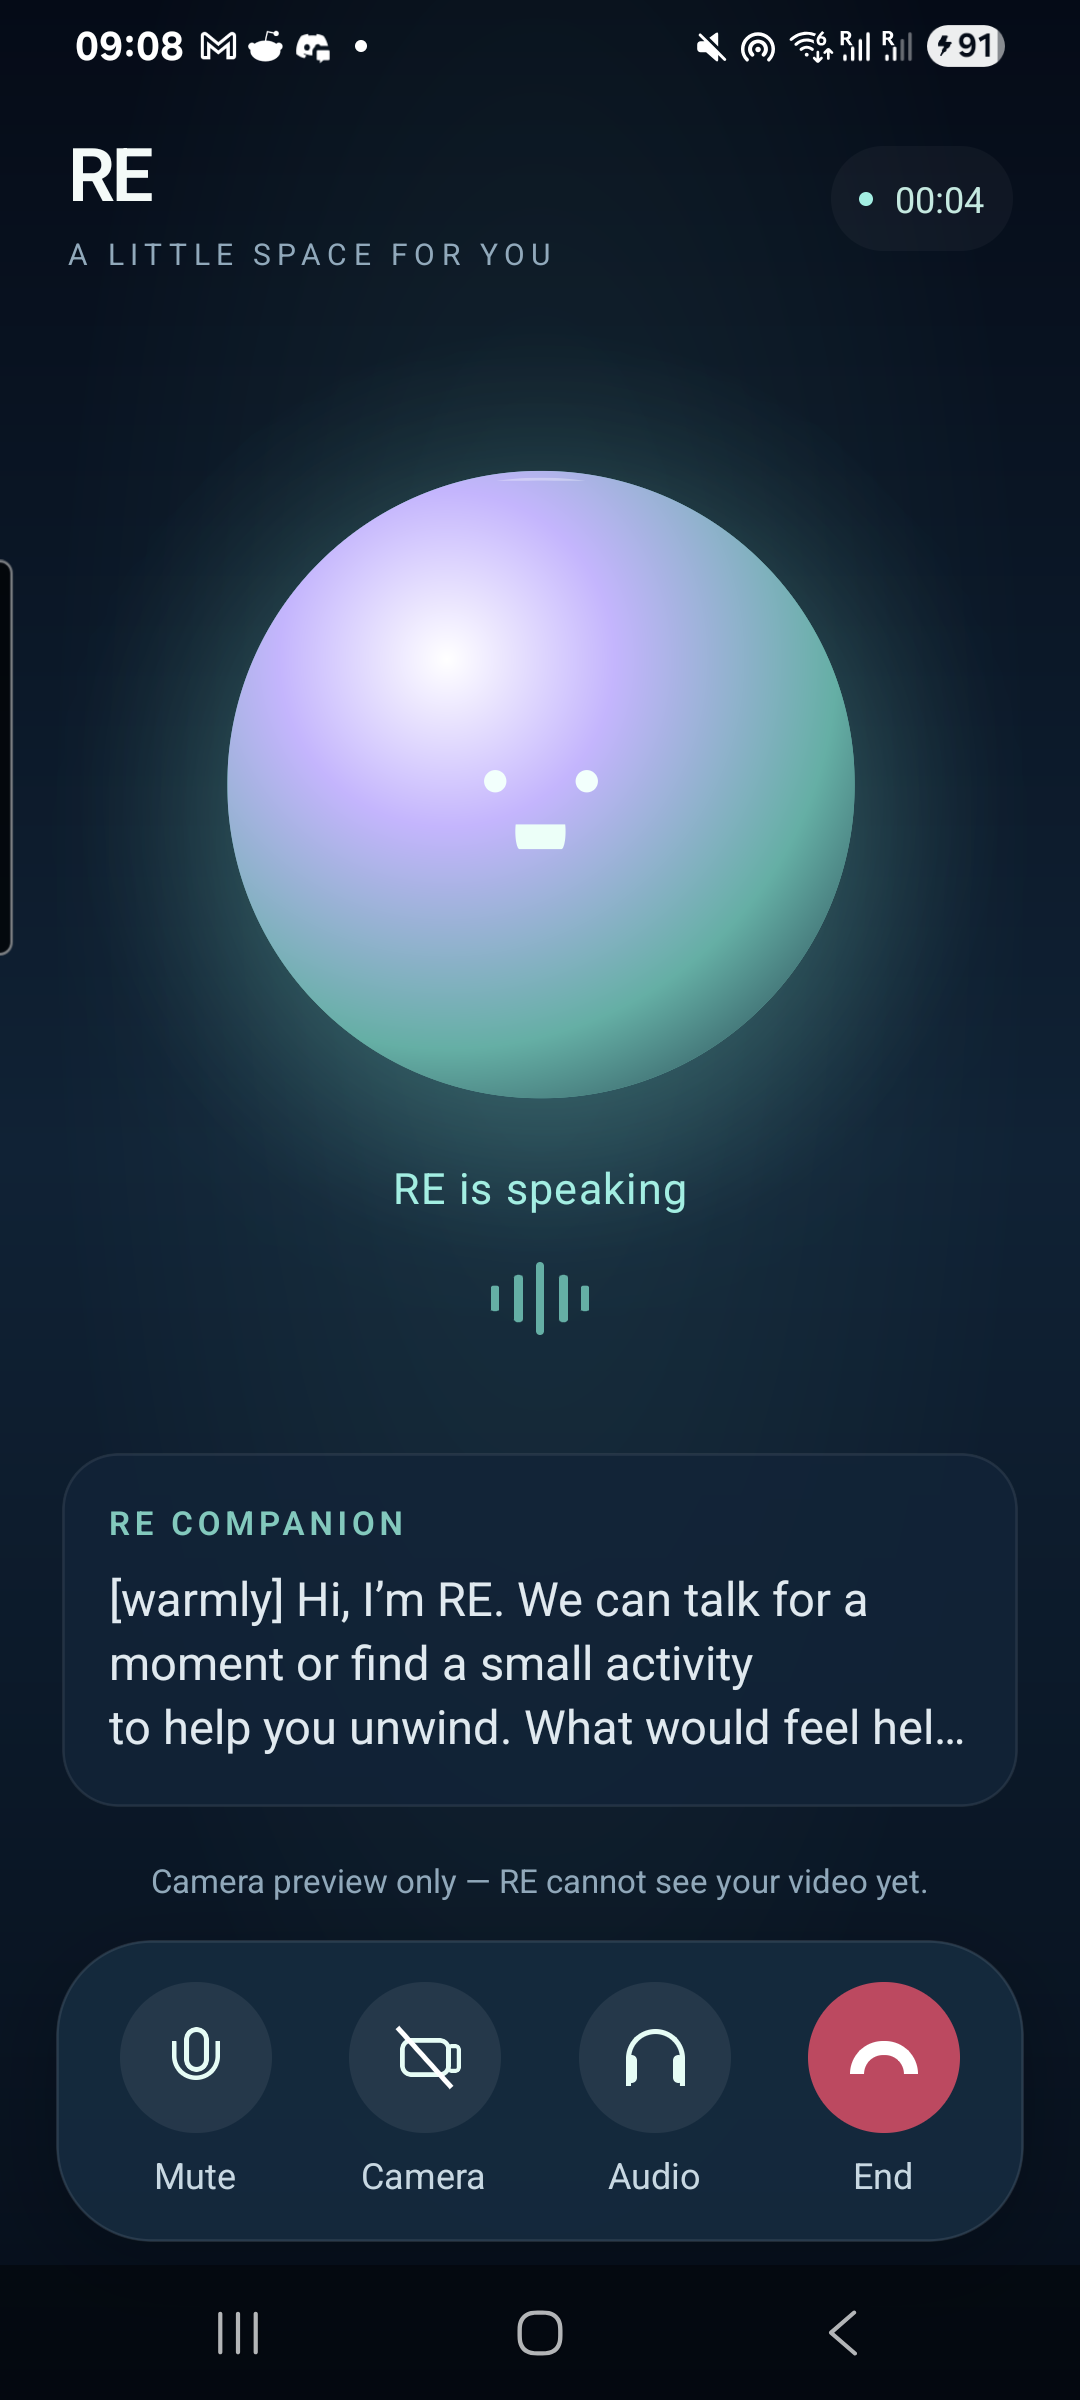 09:08
6
R
R
91
RE
00:04
A LITTLE SPACE FOR YOU
RE is speaking
RE COMPANION
[warmly] Hi, I’m RE. We can talk for a
moment or find a small activity
to help you unwind. What would feel hel…
Camera preview only — RE cannot see your video yet.
Mute
Camera
Audio
End